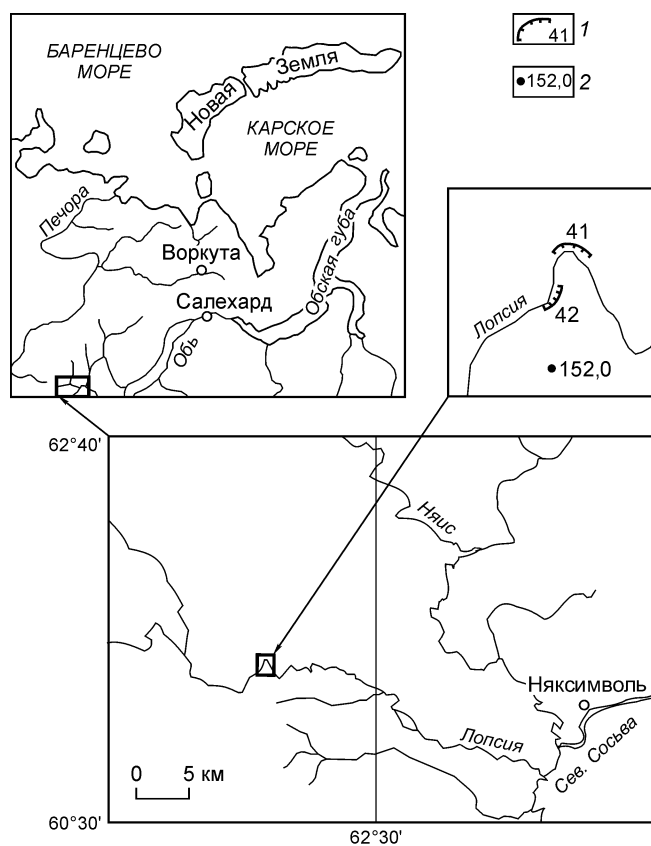 БАРЕНЦЕВО
МОРЕ
Новая
Земля
КАРСКОЕ
МОРЕ
Печора
Воркута
Салехард
Обь
Обская губа
41 1
152,0 2
41
42
Лопсия
152,0
62°40'
Няис
Няксимволь
Лопсия
Сев. Сосьва
0 5 км
60°30'
62°30'